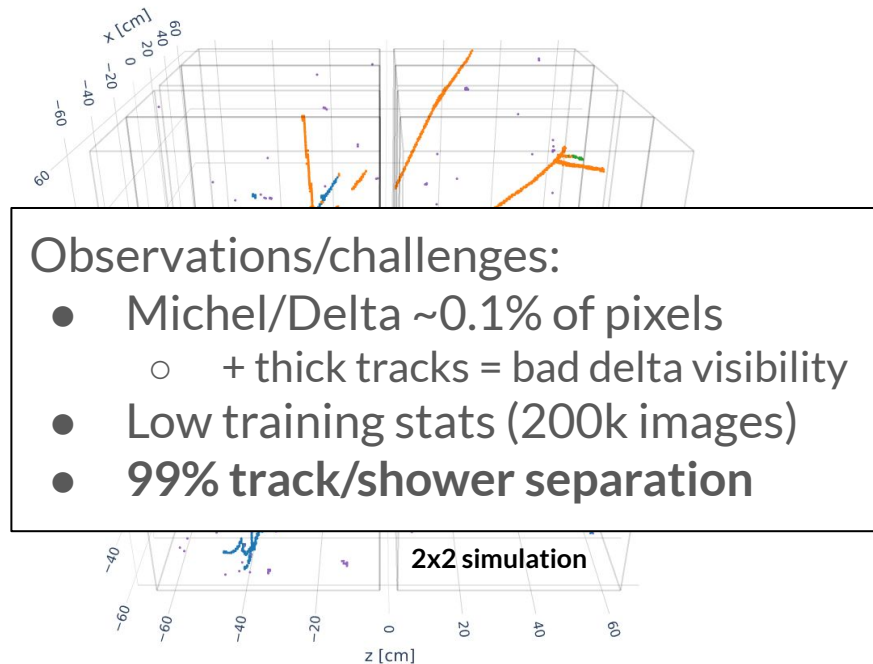 x [cm]
60
40
20
0
−20
−40
−60
60
Observations/challenges:
● Michel/Delta ~0.1% of pixels
○ + thick tracks = bad delta visibility
● Low training stats (200k images)
● 99% track/shower separation
−40
−60
2x2 simulation
−60
−40
−20
0
20
40
60
z [cm]